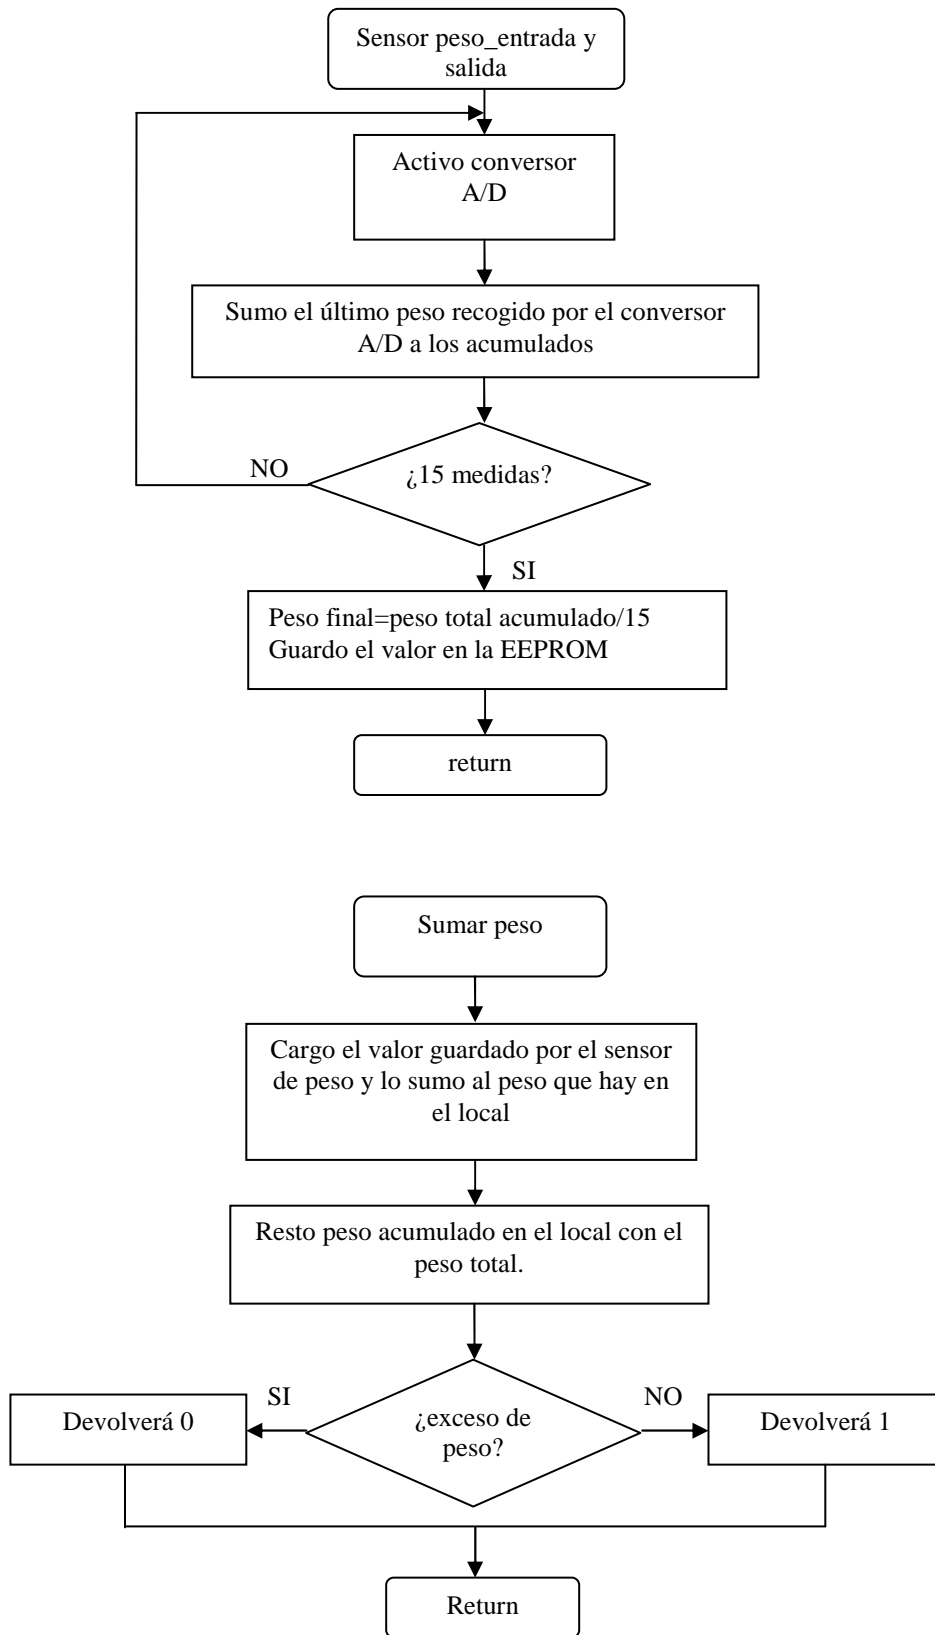 Sensor peso_entrada y
salida
Activo conversor
A/D
Sumo el último peso recogido por el conversor
A/D a los acumulados
¿15 medidas?
NO
SI
Peso final=peso total acumulado/15
Guardo el valor en la EEPROM
return
Sumar peso
Cargo el valor guardado por el sensor
de peso y lo sumo al peso que hay en
el local
Resto peso acumulado en el local con el
peso total.
¿exceso de
peso?
SI
NO
Devolverá 0
Devolverá 1
Return